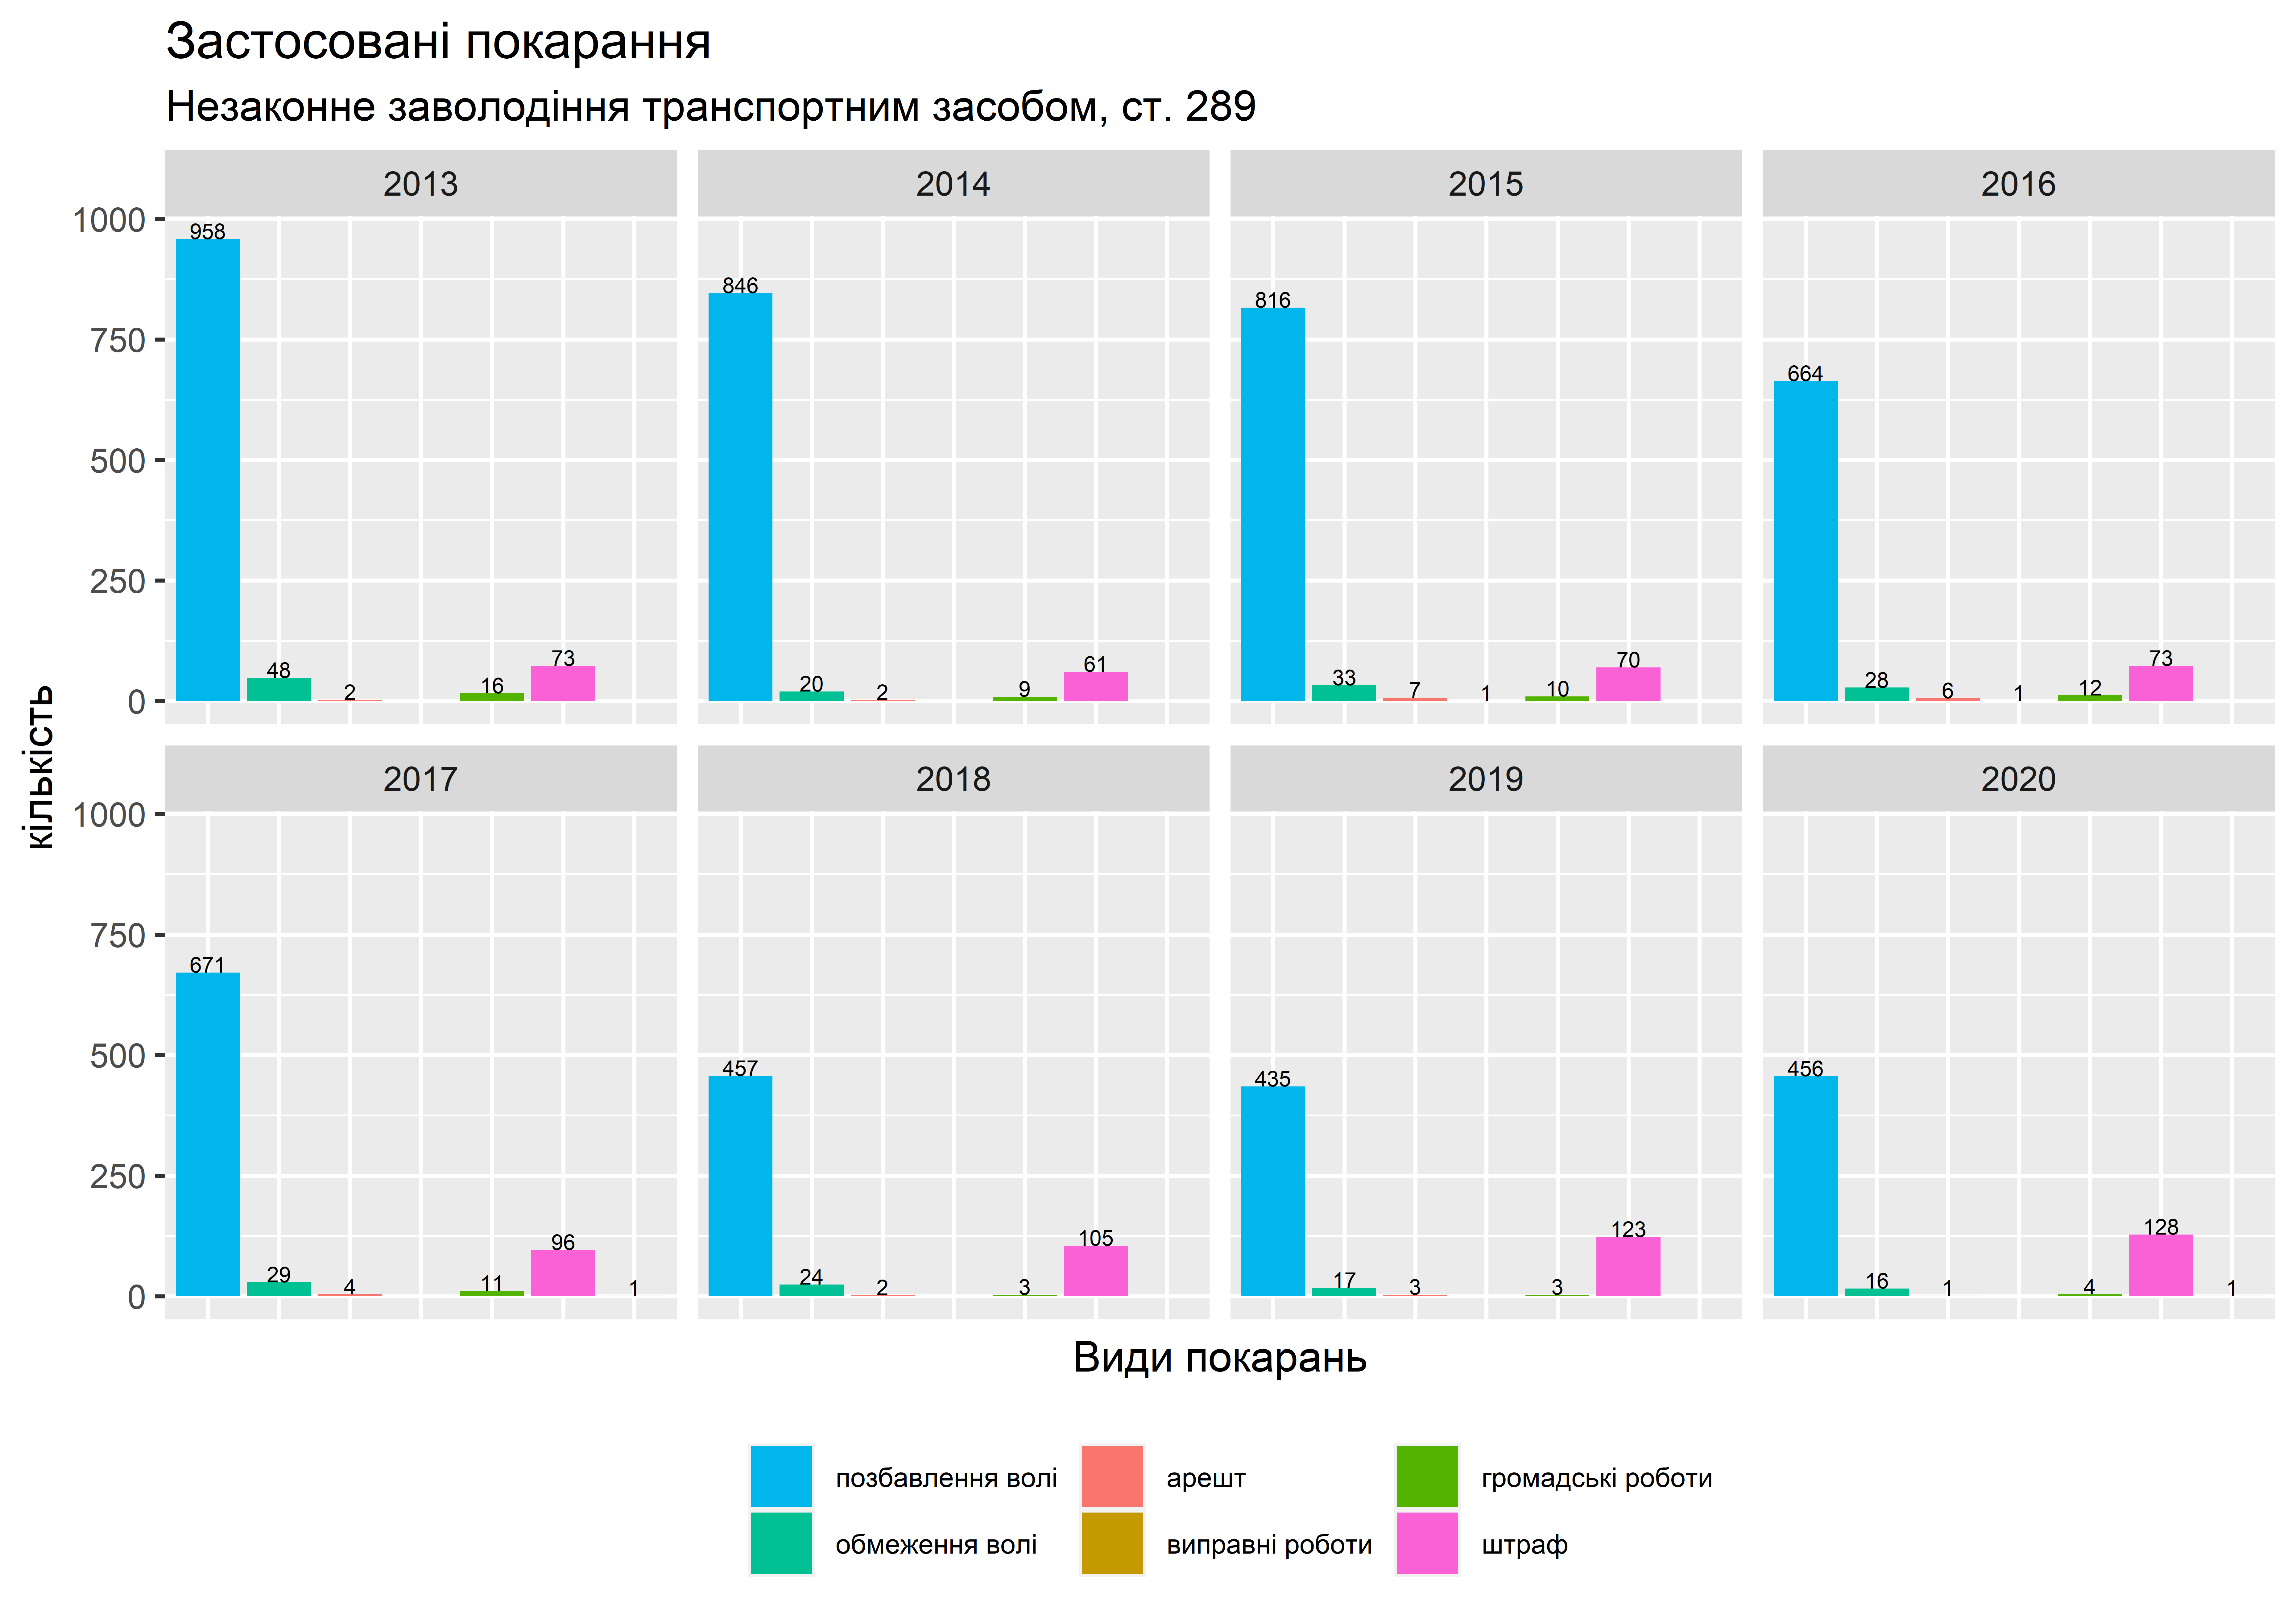 Застосовані покарання
Незаконне заволодіння транспортним засобом, ст. 289
2013 2014 2015 2016
1000
750
500
250
0
958 48 2 16 73
846 20 2 9 61
816 33 7 1 10 70
664 28 6 1 12 73
кількість
2017 2018 2019 2020
1000
750
500
250
0
671 29 4 11 96 1
457 24 2 3 105
435 17 3 3 123
456 16 1 4 128 1
Види покарань
позбавлення волі арешт громадські роботи
обмеження волі виправні роботи штраф